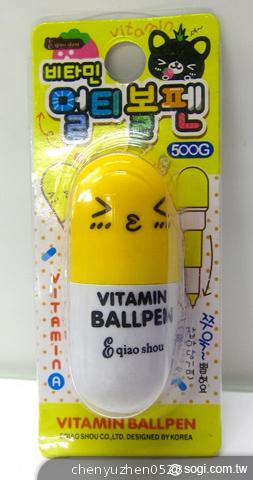 qiao shou
vitamin
비타민
멀티볼펜
500G
VITAMIN
BALLPEN
qiao shou
VITAMIN
A
VITAMIN BALLPEN
QIAO SHOU CO.,LTD. DESIGNED BY KOREA
@sogi.com.tw